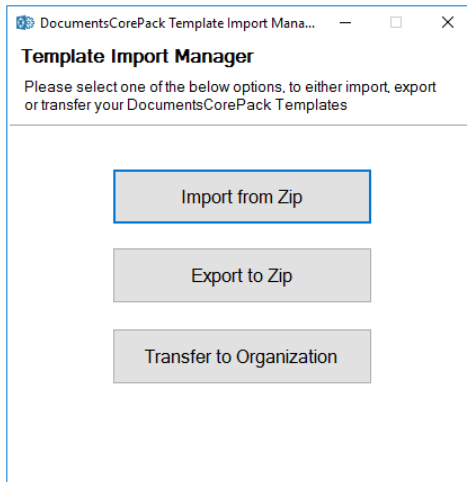 DocumentsCorePack Template Import Mana...
Template Import Manager
Please select one of the below options, to either import, export
or transfer your DocumentsCorePack Templates
Import from Zip
Export to Zip
Transfer to Organization